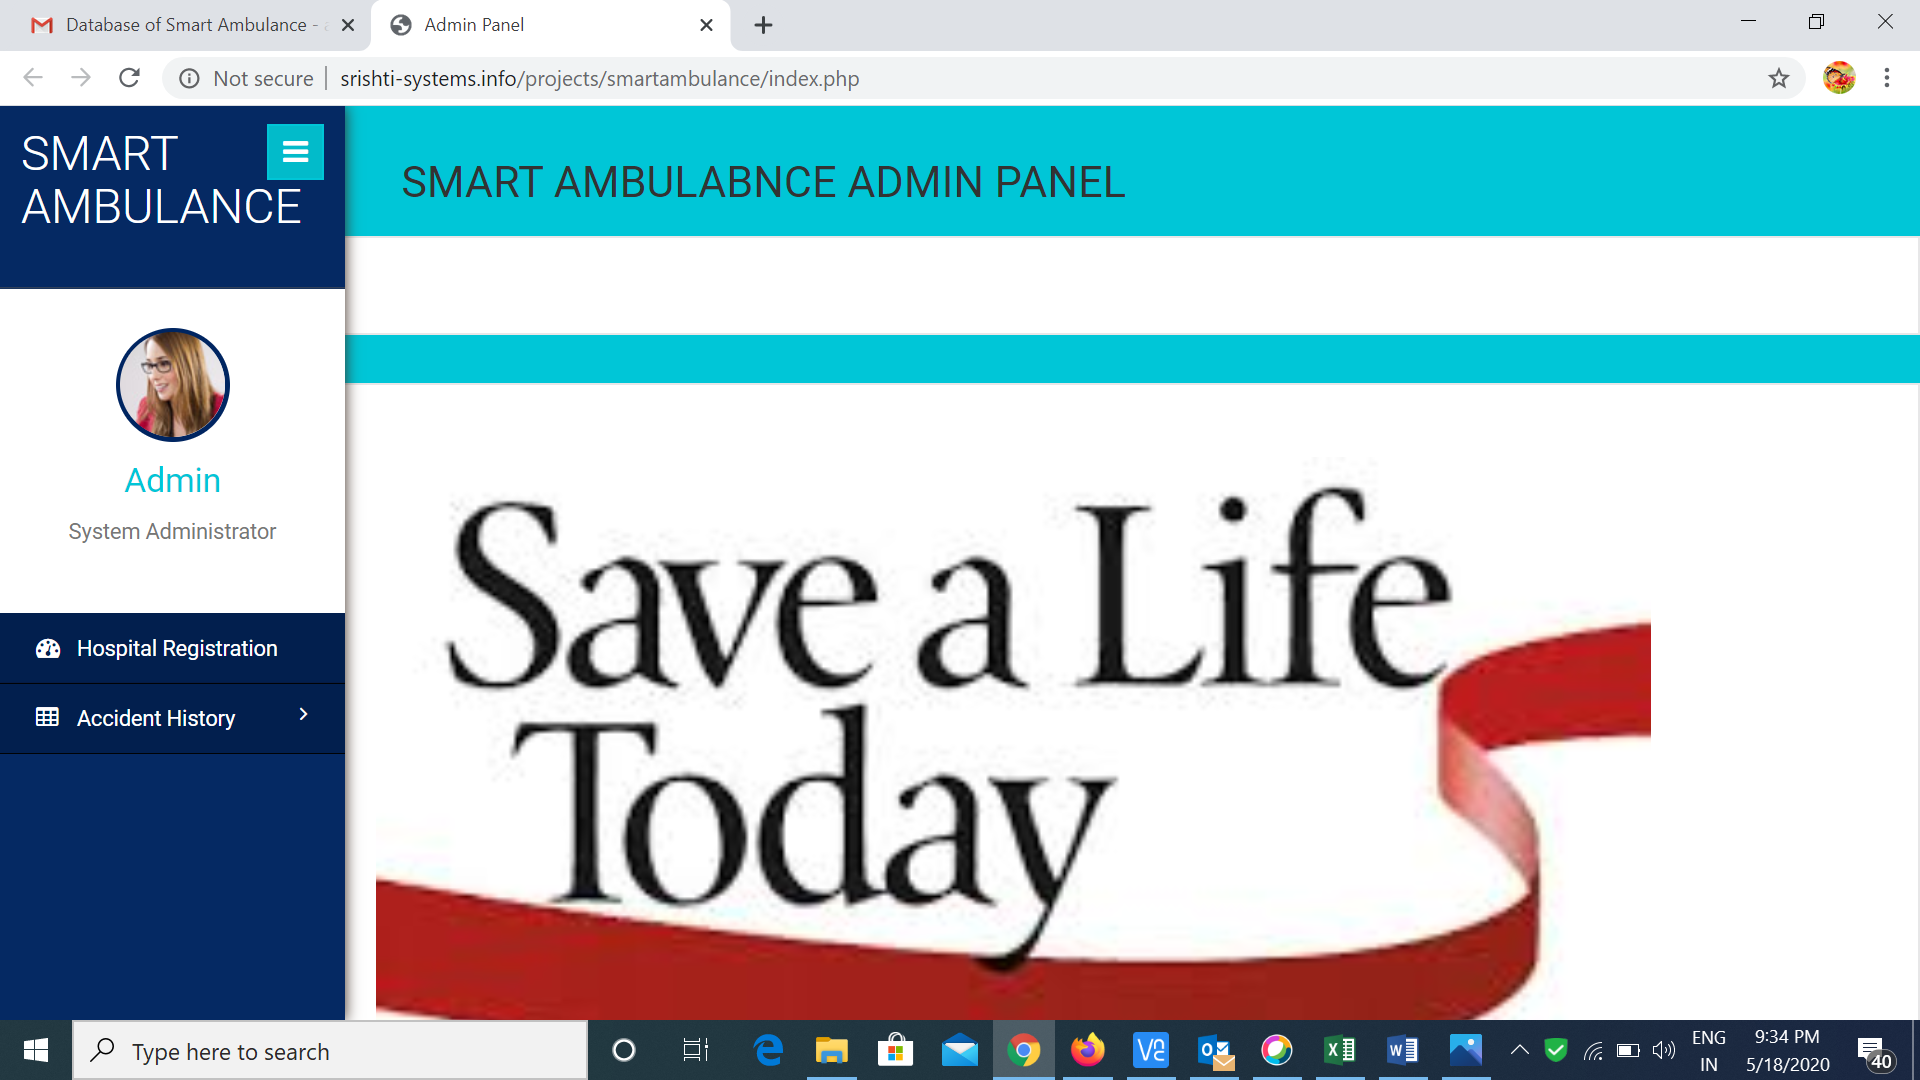 Database of Smart Ambulance -
Admin Panel
Not secure
srishti-systems.info/projects/smartambulance/index.php
SMART
AMBULANCE
SMART AMBULABNCE ADMIN PANEL
Admin
System Administrator
Hospital Registration
Accident History
Save a Life
Today
Type here to search
ENG
IN
9:34 PM
5/18/2020
40